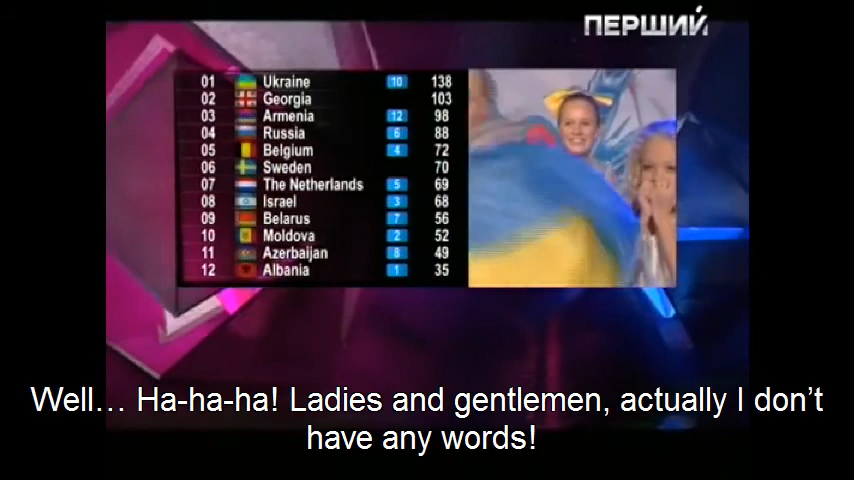 ПЕРШИЙ
01 Ukraine 10 138
02 Georgia 103
03 Armenia 12 98
04 Russia 6 88
05 Belgium 4 72
06 Sweden 70
07 The Netherlands 5 69
08 Israel 3 68
09 Belarus 7 56
10 Moldova 2 52
11 Azerbaijan 8 49
12 Albania 1 35
Well… Ha-ha-ha! Ladies and gentlemen, actually I don’t
have any words!